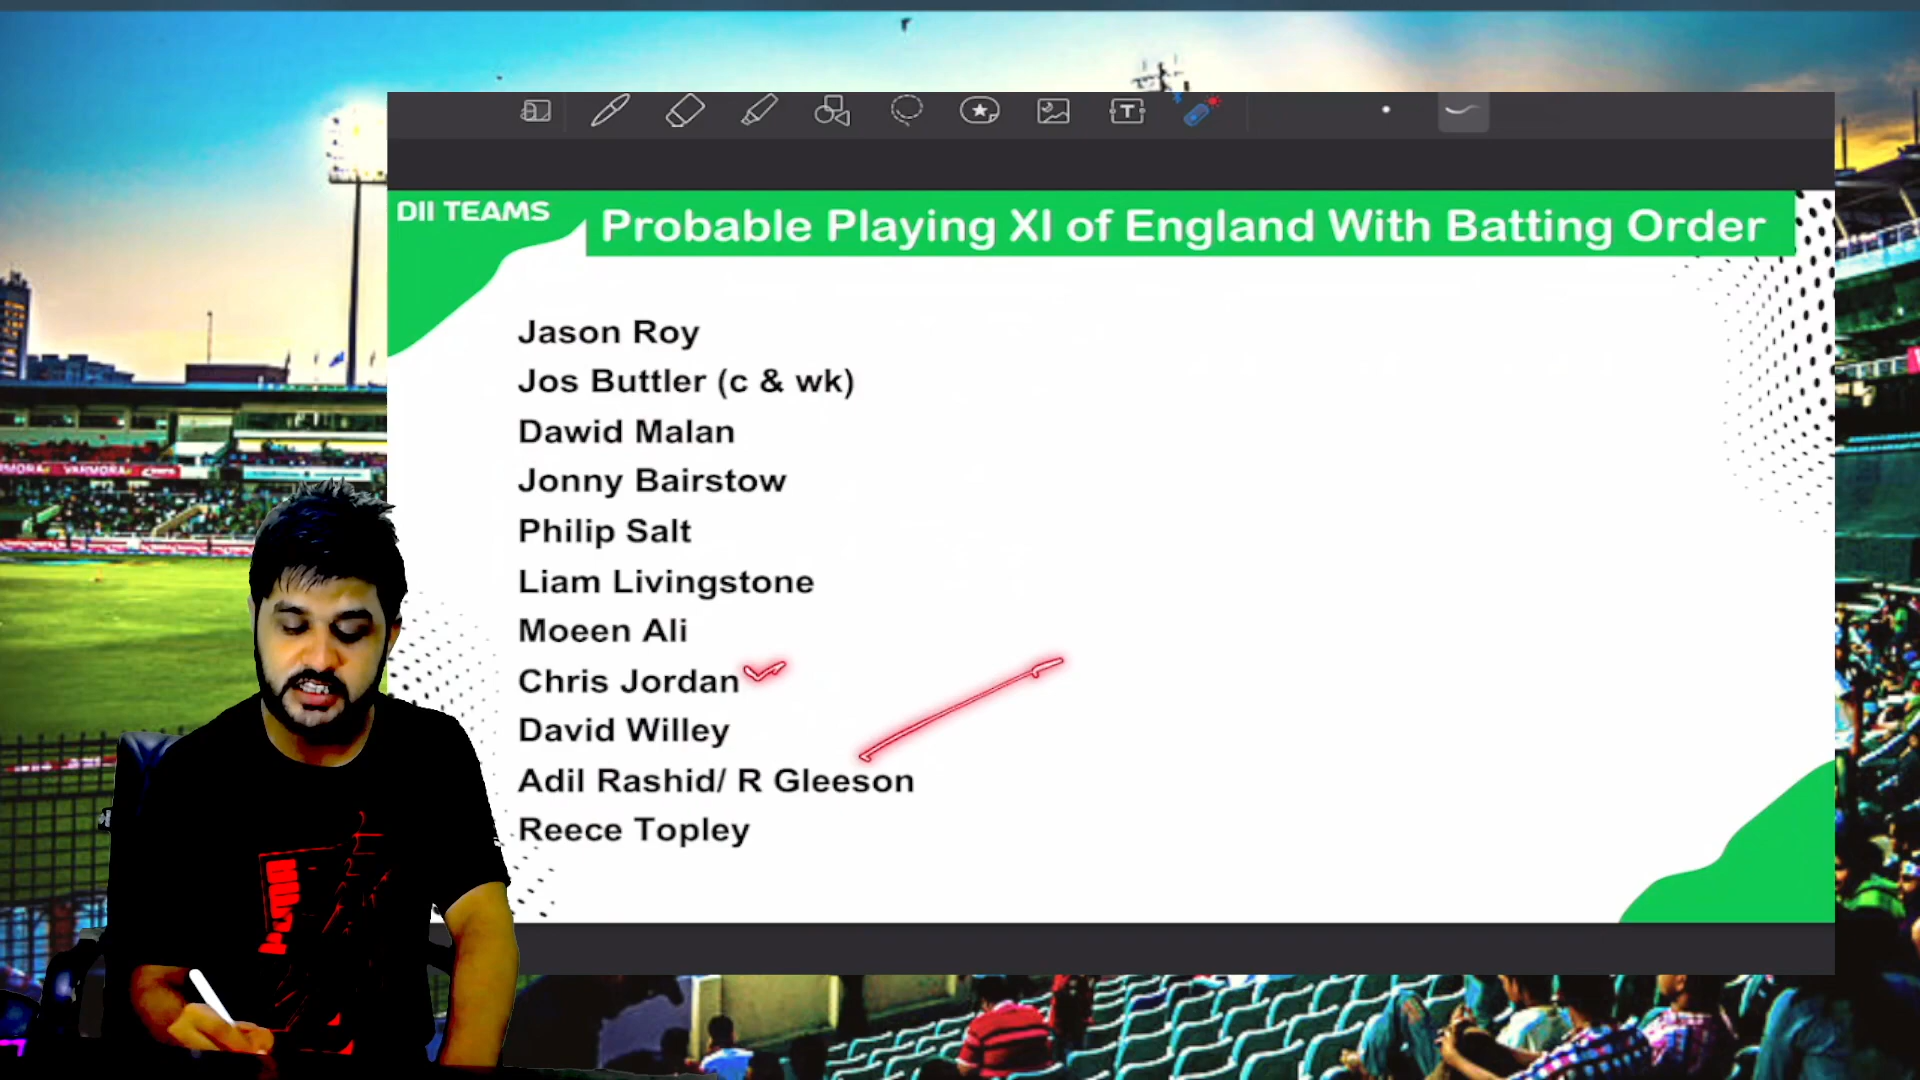 DII TEAMS
Probable Playing XI of England With Batting Order
Jason Roy
Jos Buttler (c & wk)
Dawid Malan
Jonny Bairstow
Philip Salt
Liam Livingstone
Moeen Ali
Chris Jordan
David Willey
Adil Rashid/ R Gleeson
Reece Topley
VARMORA